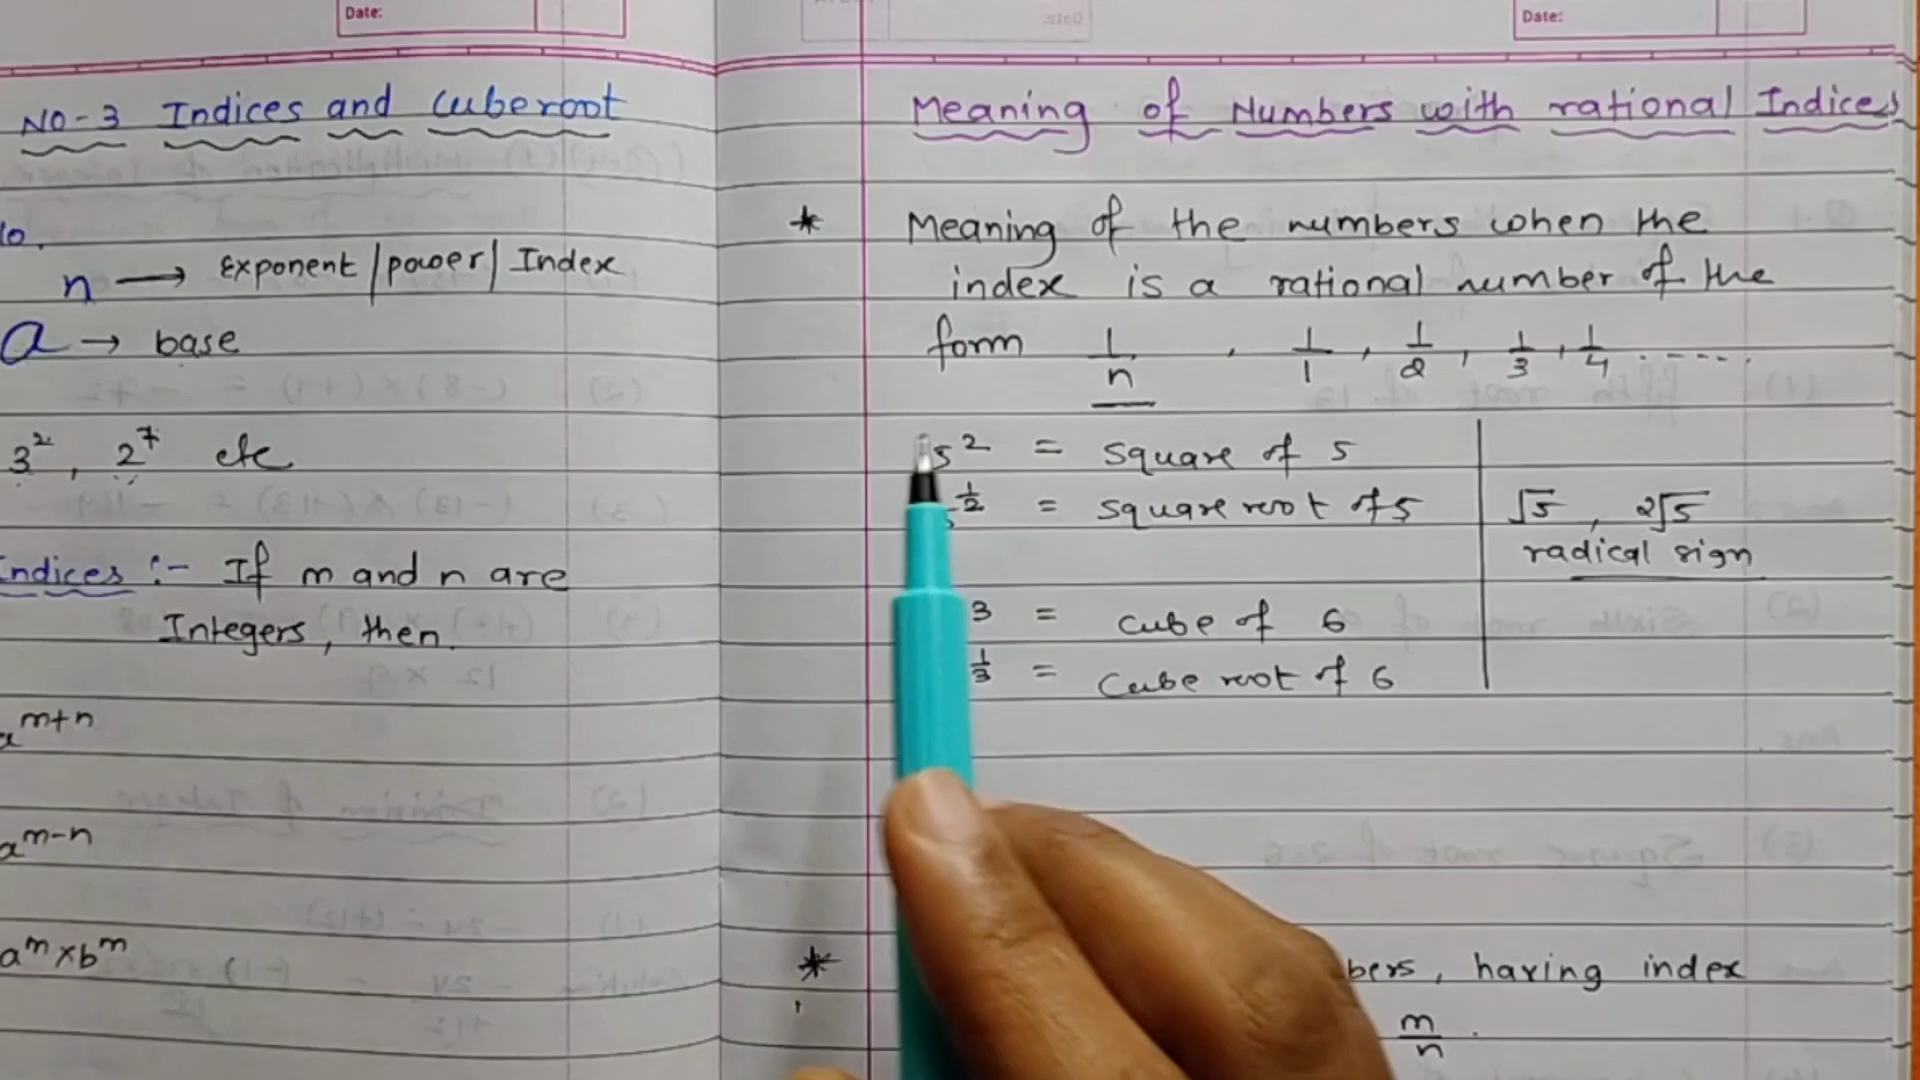 Date:
NO-3 Indices and Cuberoot
10.
n → Exponent/power/Index
a → base
3², 2⁷ etc
Indices :- If m and n are
Integers, then.
a^m+n
a^m-n
a^m × b^m
Date:
Meaning of Numbers with rational Indices
* Meaning of the numbers when the
index is a rational number of the
form 1/n , 1/1 , 1/2 , 1/3 , 1/4 .....
5² = Square of 5
1/2 = square root of 5 √5 , ²√5
radical sign
3 = cube of 6
1/3 = Cube root of 6
* having index
m/n .